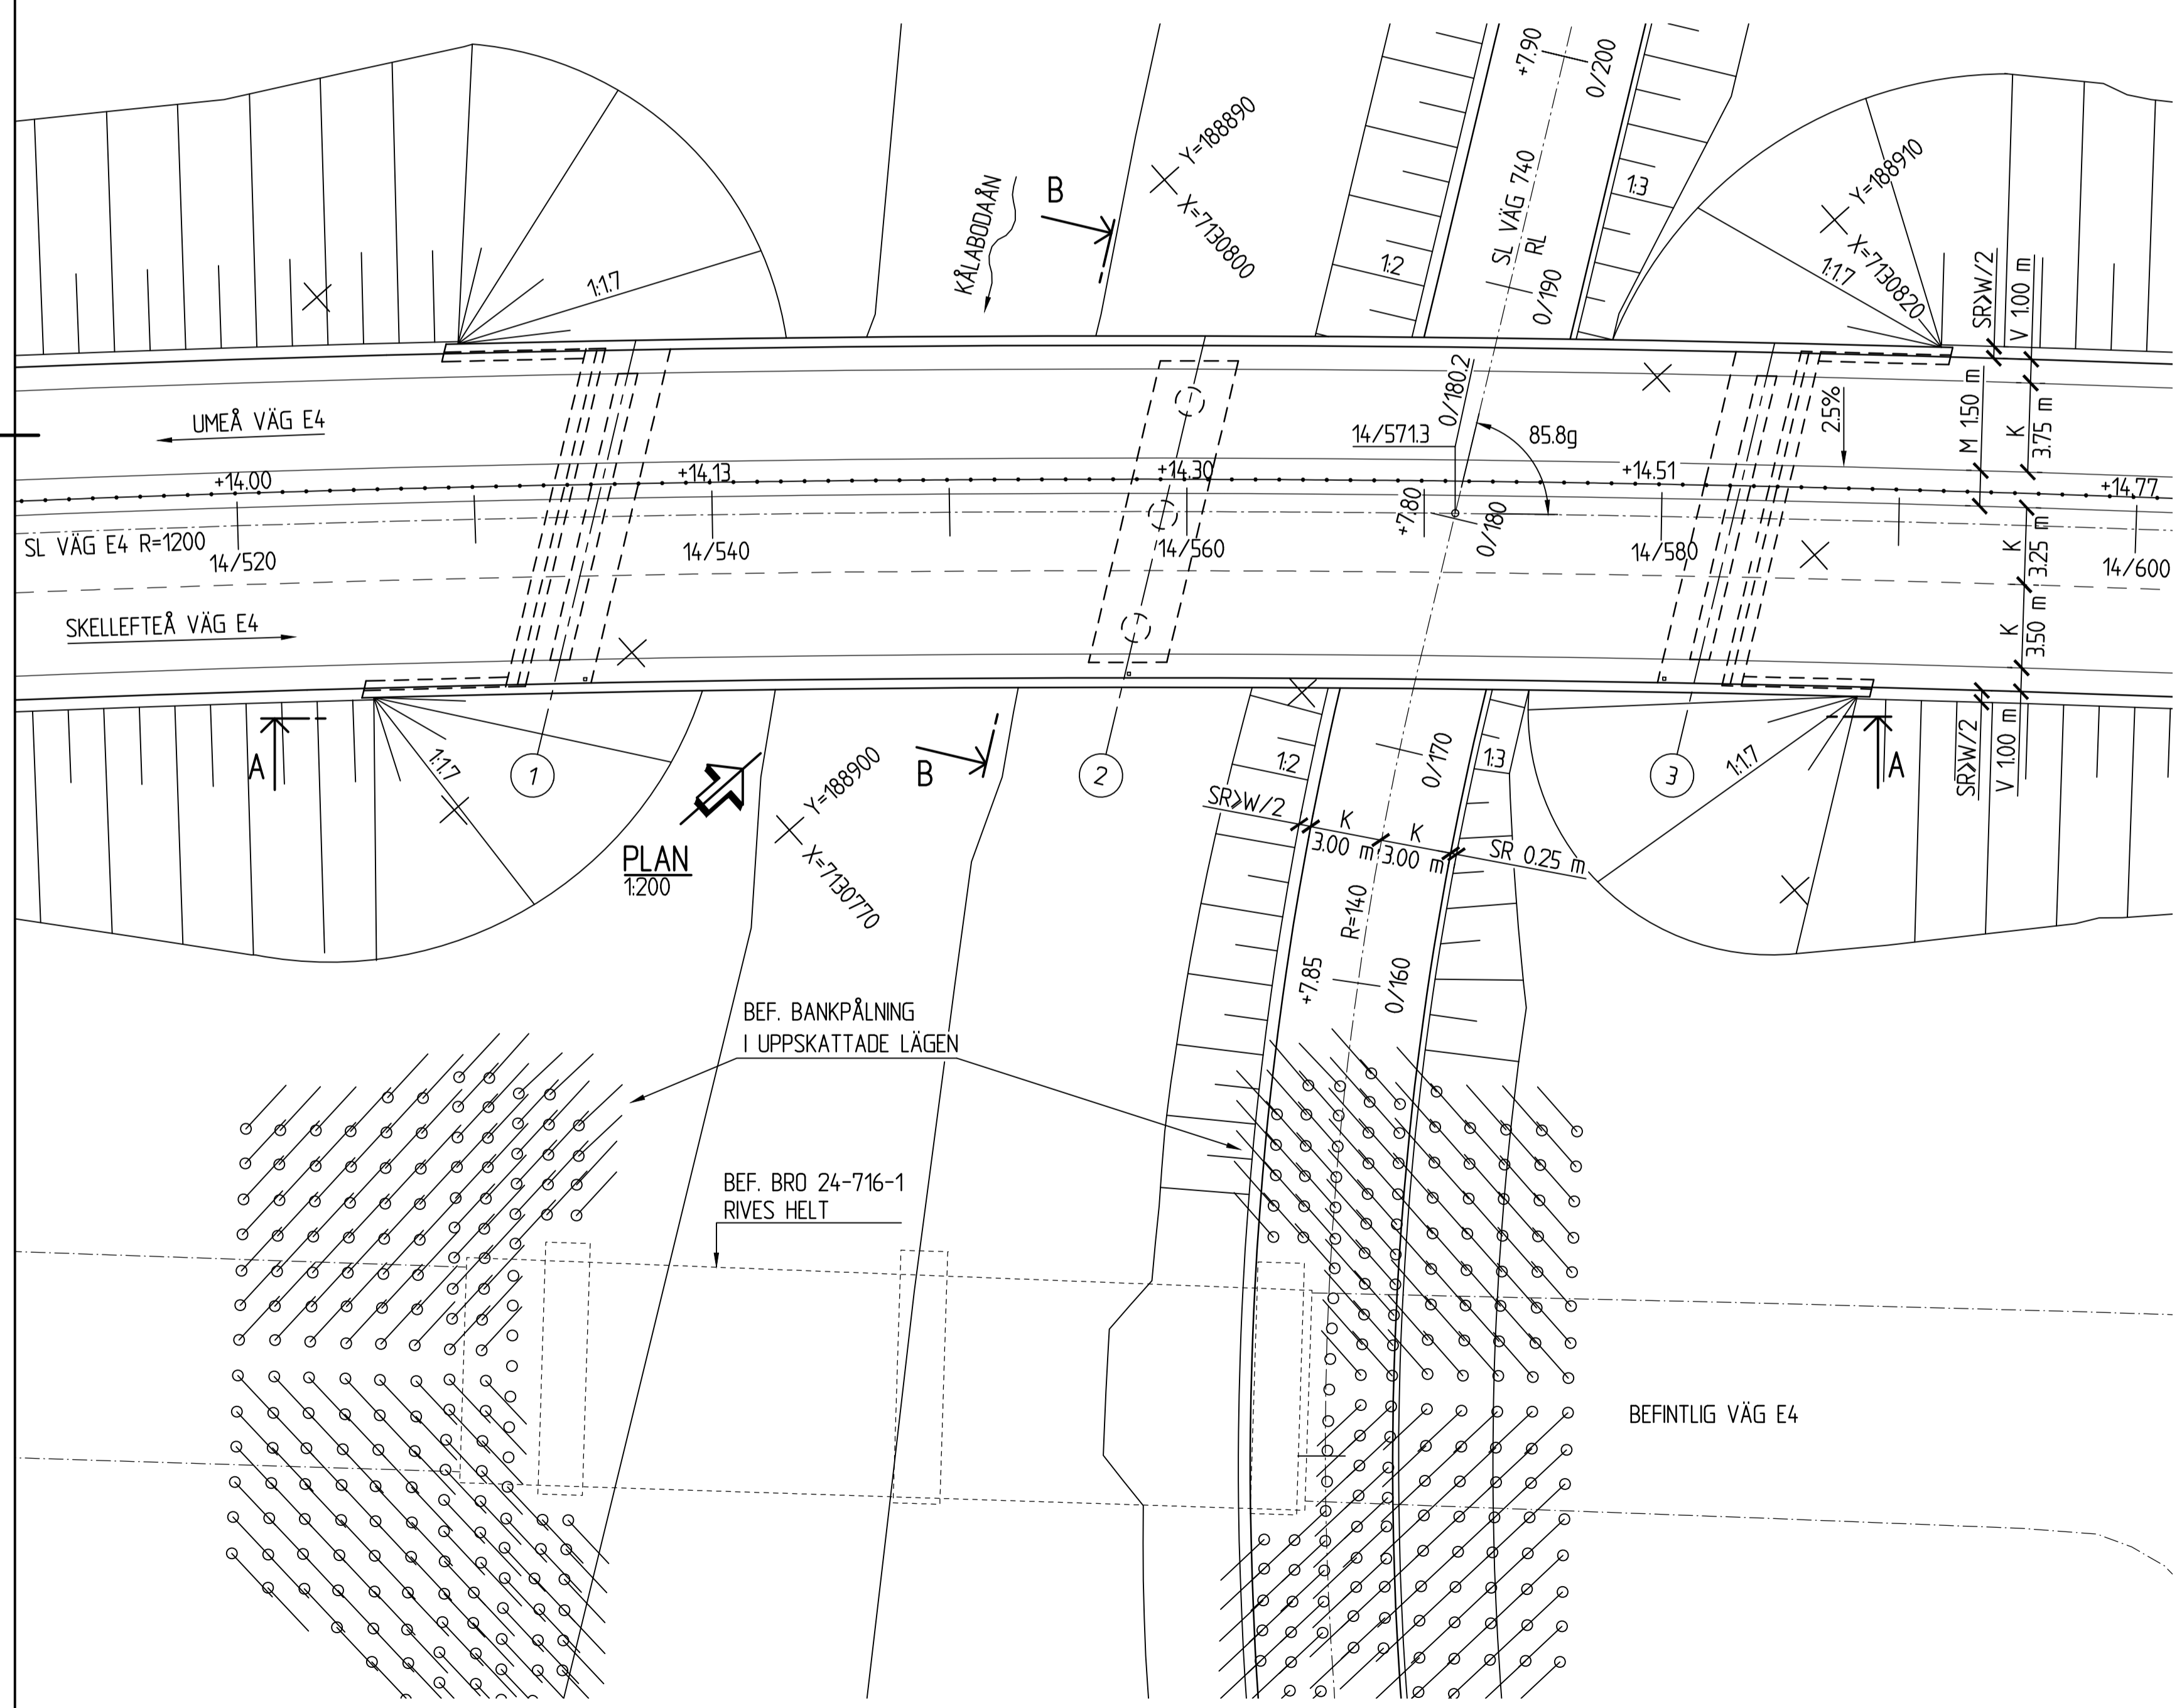 +7.90
0/200
Y=188890
X=7130800
KÅLABODAÅN
B
SL VÄG 740
RL
0/190
1:2
1:3
Y=188910
X=7130820
1:1.7
1:1.7
SR⩾W/2
V 1.00 m
UMEÅ VÄG E4
0/180.2
14/571.3
85.8g
2.5%
M 1.50 m
K
3.75 m
+14.00
+14.13
+14.30
+14.51
+14.77
+7.80
0/180
SL VÄG E4 R=1200
14/520
14/540
14/560
14/580
14/600
K
3.25 m
K
3.50 m
SKELLEFTEÅ VÄG E4
A
1:1.7
1
B
2
1:2
0/170
1:3
3
1:1.7
A
SR⩾W/2
V 1.00 m
Y=188900
X=7130770
PLAN
1:200
SR⩾W/2
K
3.00 m
K
3.00 m
SR 0.25 m
R=140
+7.85
0/160
BEF. BANKPÅLNING
I UPPSKATTADE LÄGEN
BEF. BRO 24-716-1
RIVES HELT
BEFINTLIG VÄG E4